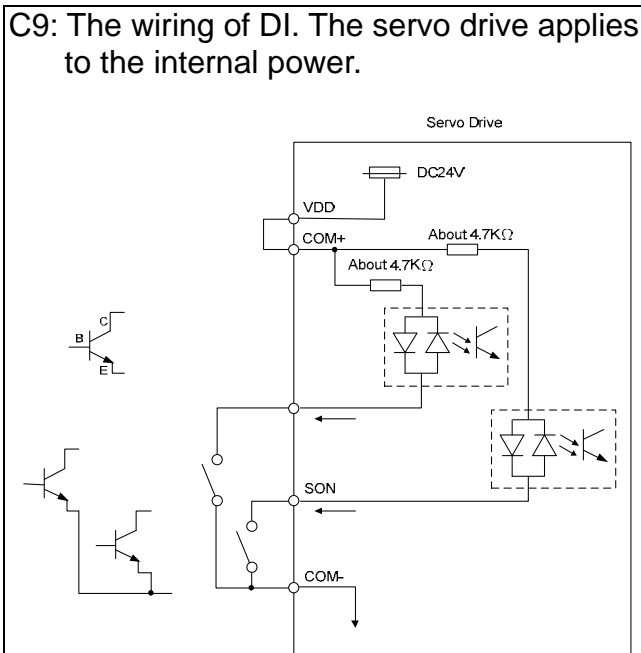 C9: The wiring of DI. The servo drive applies
to the internal power.
Servo Drive
DC24V
VDD
COM+
About 4.7KΩ
About 4.7KΩ
C
B
E
SON
COM-